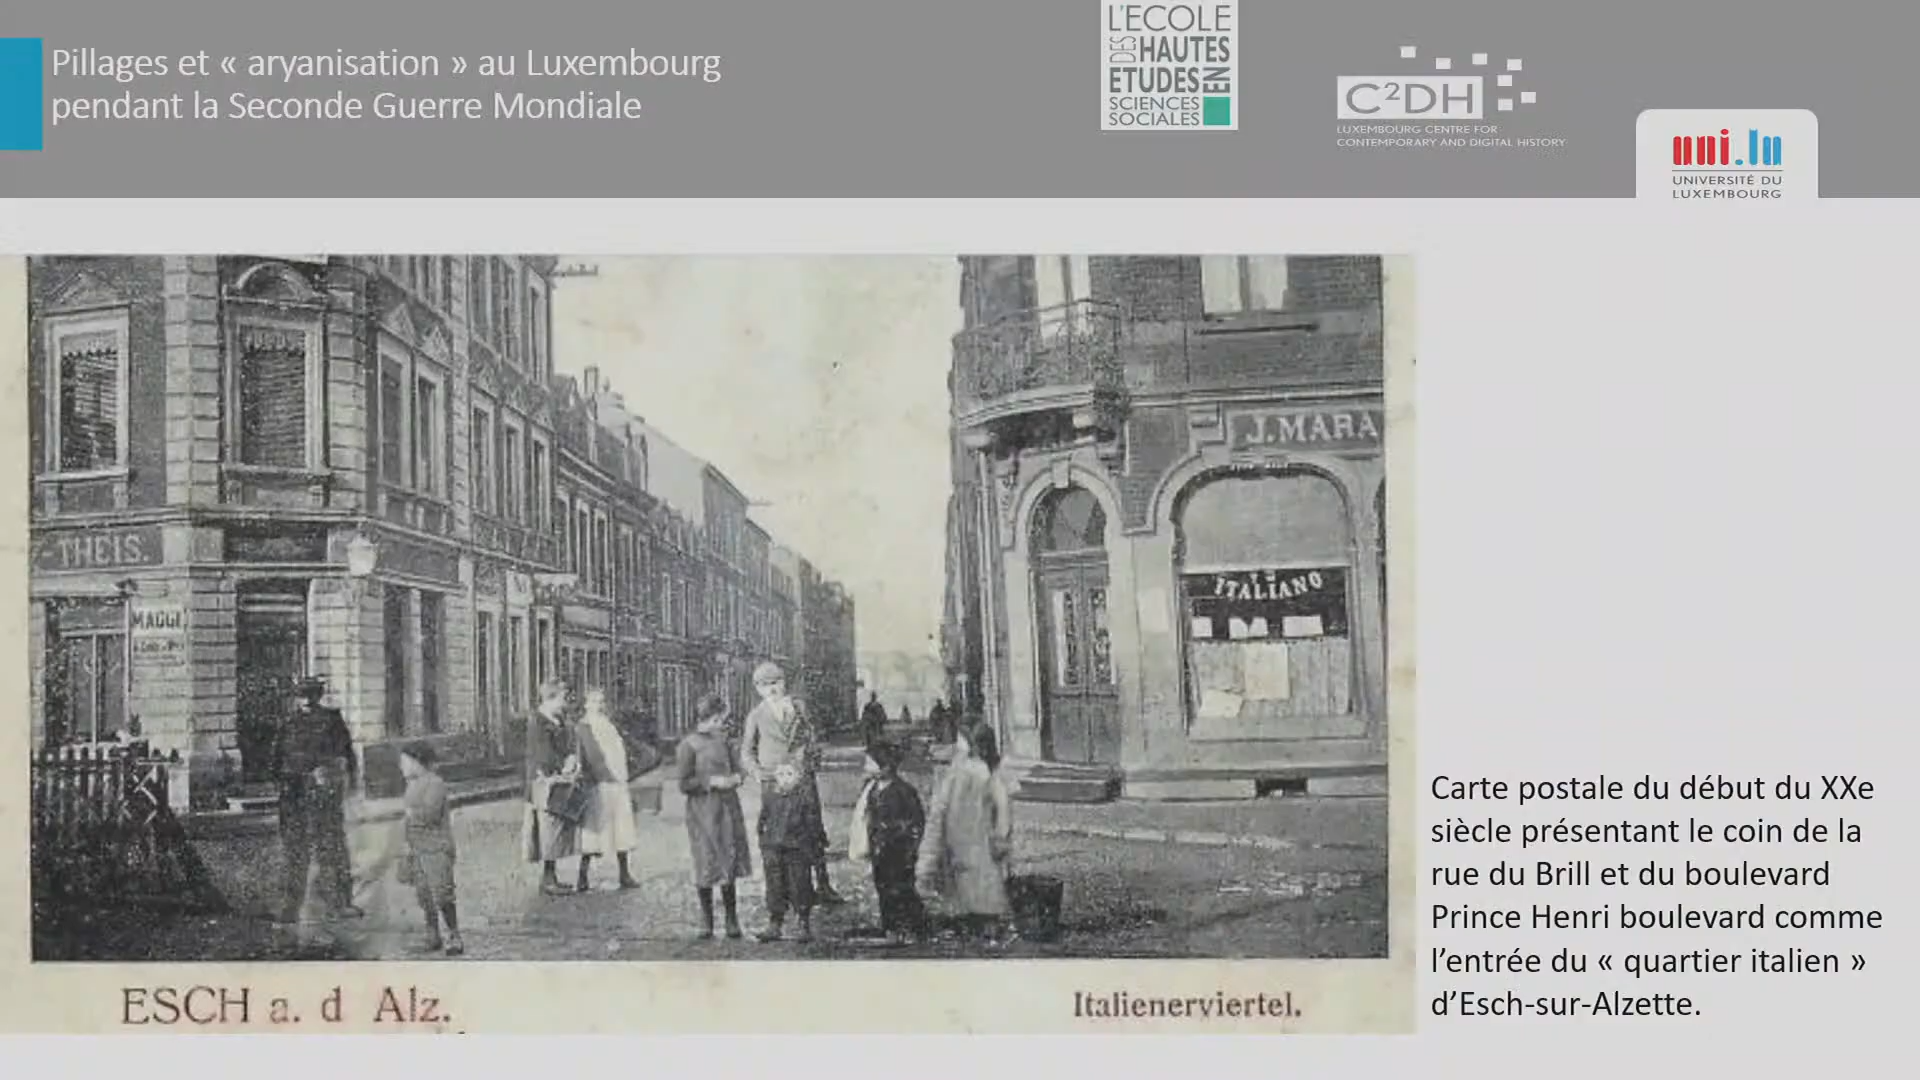 Pillages et « aryanisation » au Luxembourg
pendant la Seconde Guerre Mondiale
L'ECOLE
DES HAUTES
ETUDES EN
SCIENCES
SOCIALES
C²DH
LUXEMBOURG CENTRE FOR
CONTEMPORARY AND DIGITAL HISTORY
uni.lu
UNIVERSITÉ DU
LUXEMBOURG
J.MARA
-THEIS.
MAGGI
ITALIANO
ESCH a. d Alz.
Italienerviertel.
Carte postale du début du XXe
siècle présentant le coin de la
rue du Brill et du boulevard
Prince Henri boulevard comme
l'entrée du « quartier italien »
d'Esch-sur-Alzette.